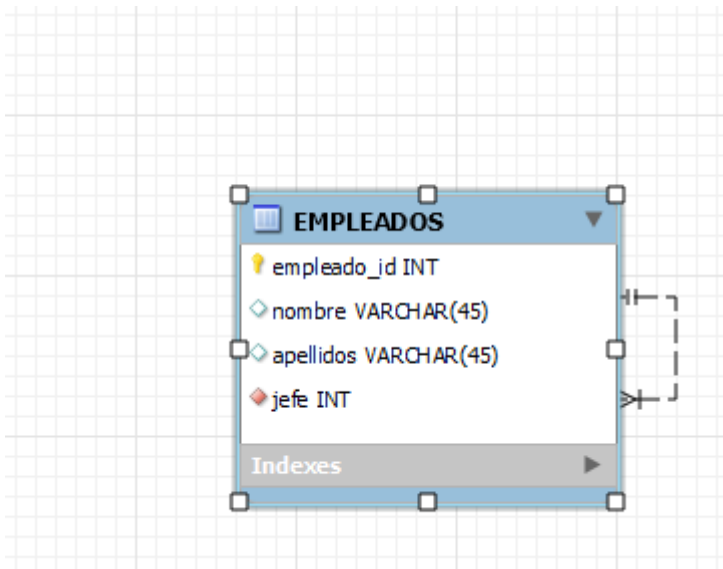 EMPLEADOS
empleado_id INT
nombre VARCHAR(45)
apellidos VARCHAR(45)
jefe INT
Indexes